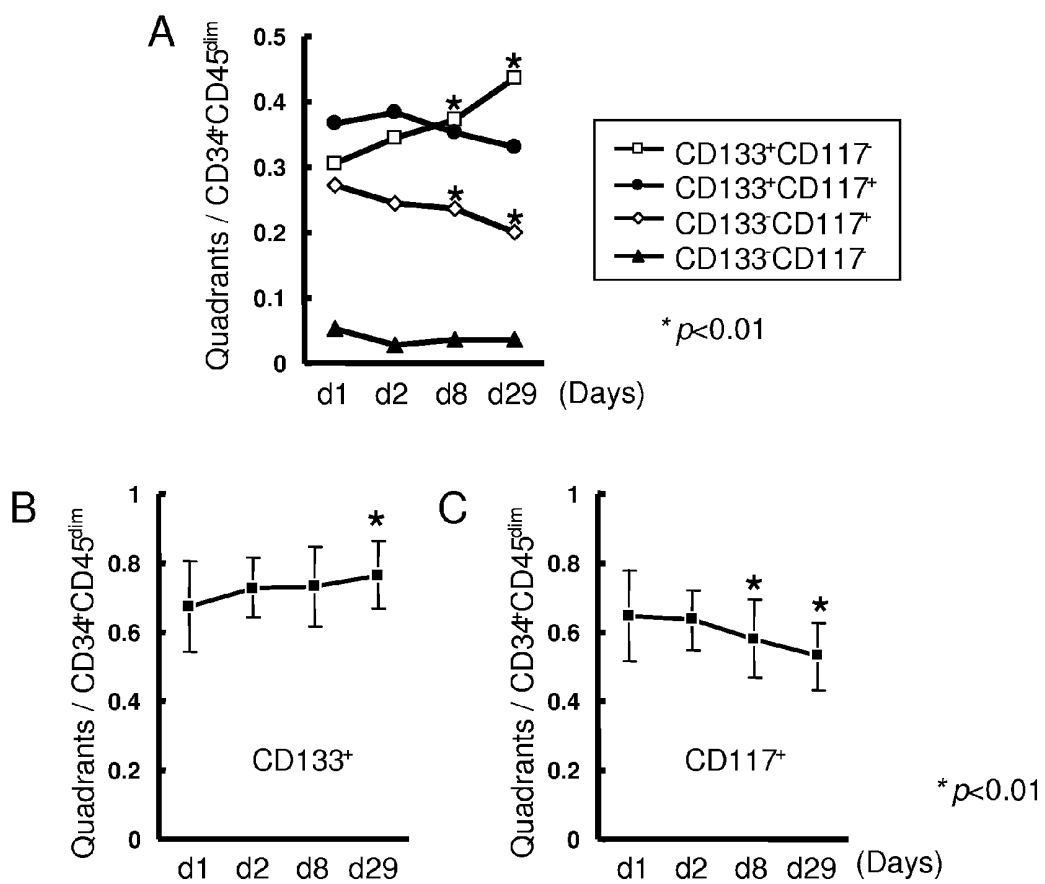 A
Quadrants / CD34⁺CD45ᵈⁱᵐ
0.5
0.4
0.3
0.2
0.1
0
*
*
*
*
d1 d2 d8 d29 (Days)
CD133⁺CD117⁻
CD133⁺CD117⁺
CD133⁻CD117⁺
CD133⁻CD117⁻
* p<0.01
B
Quadrants / CD34⁺CD45ᵈⁱᵐ
1
0.8
0.6
0.4
0.2
0
*
CD133⁺
d1 d2 d8 d29
C
Quadrants / CD34⁺CD45ᵈⁱᵐ
1
0.8
0.6
0.4
0.2
0
*
*
CD117⁺
d1 d2 d8 d29 (Days)
* p<0.01